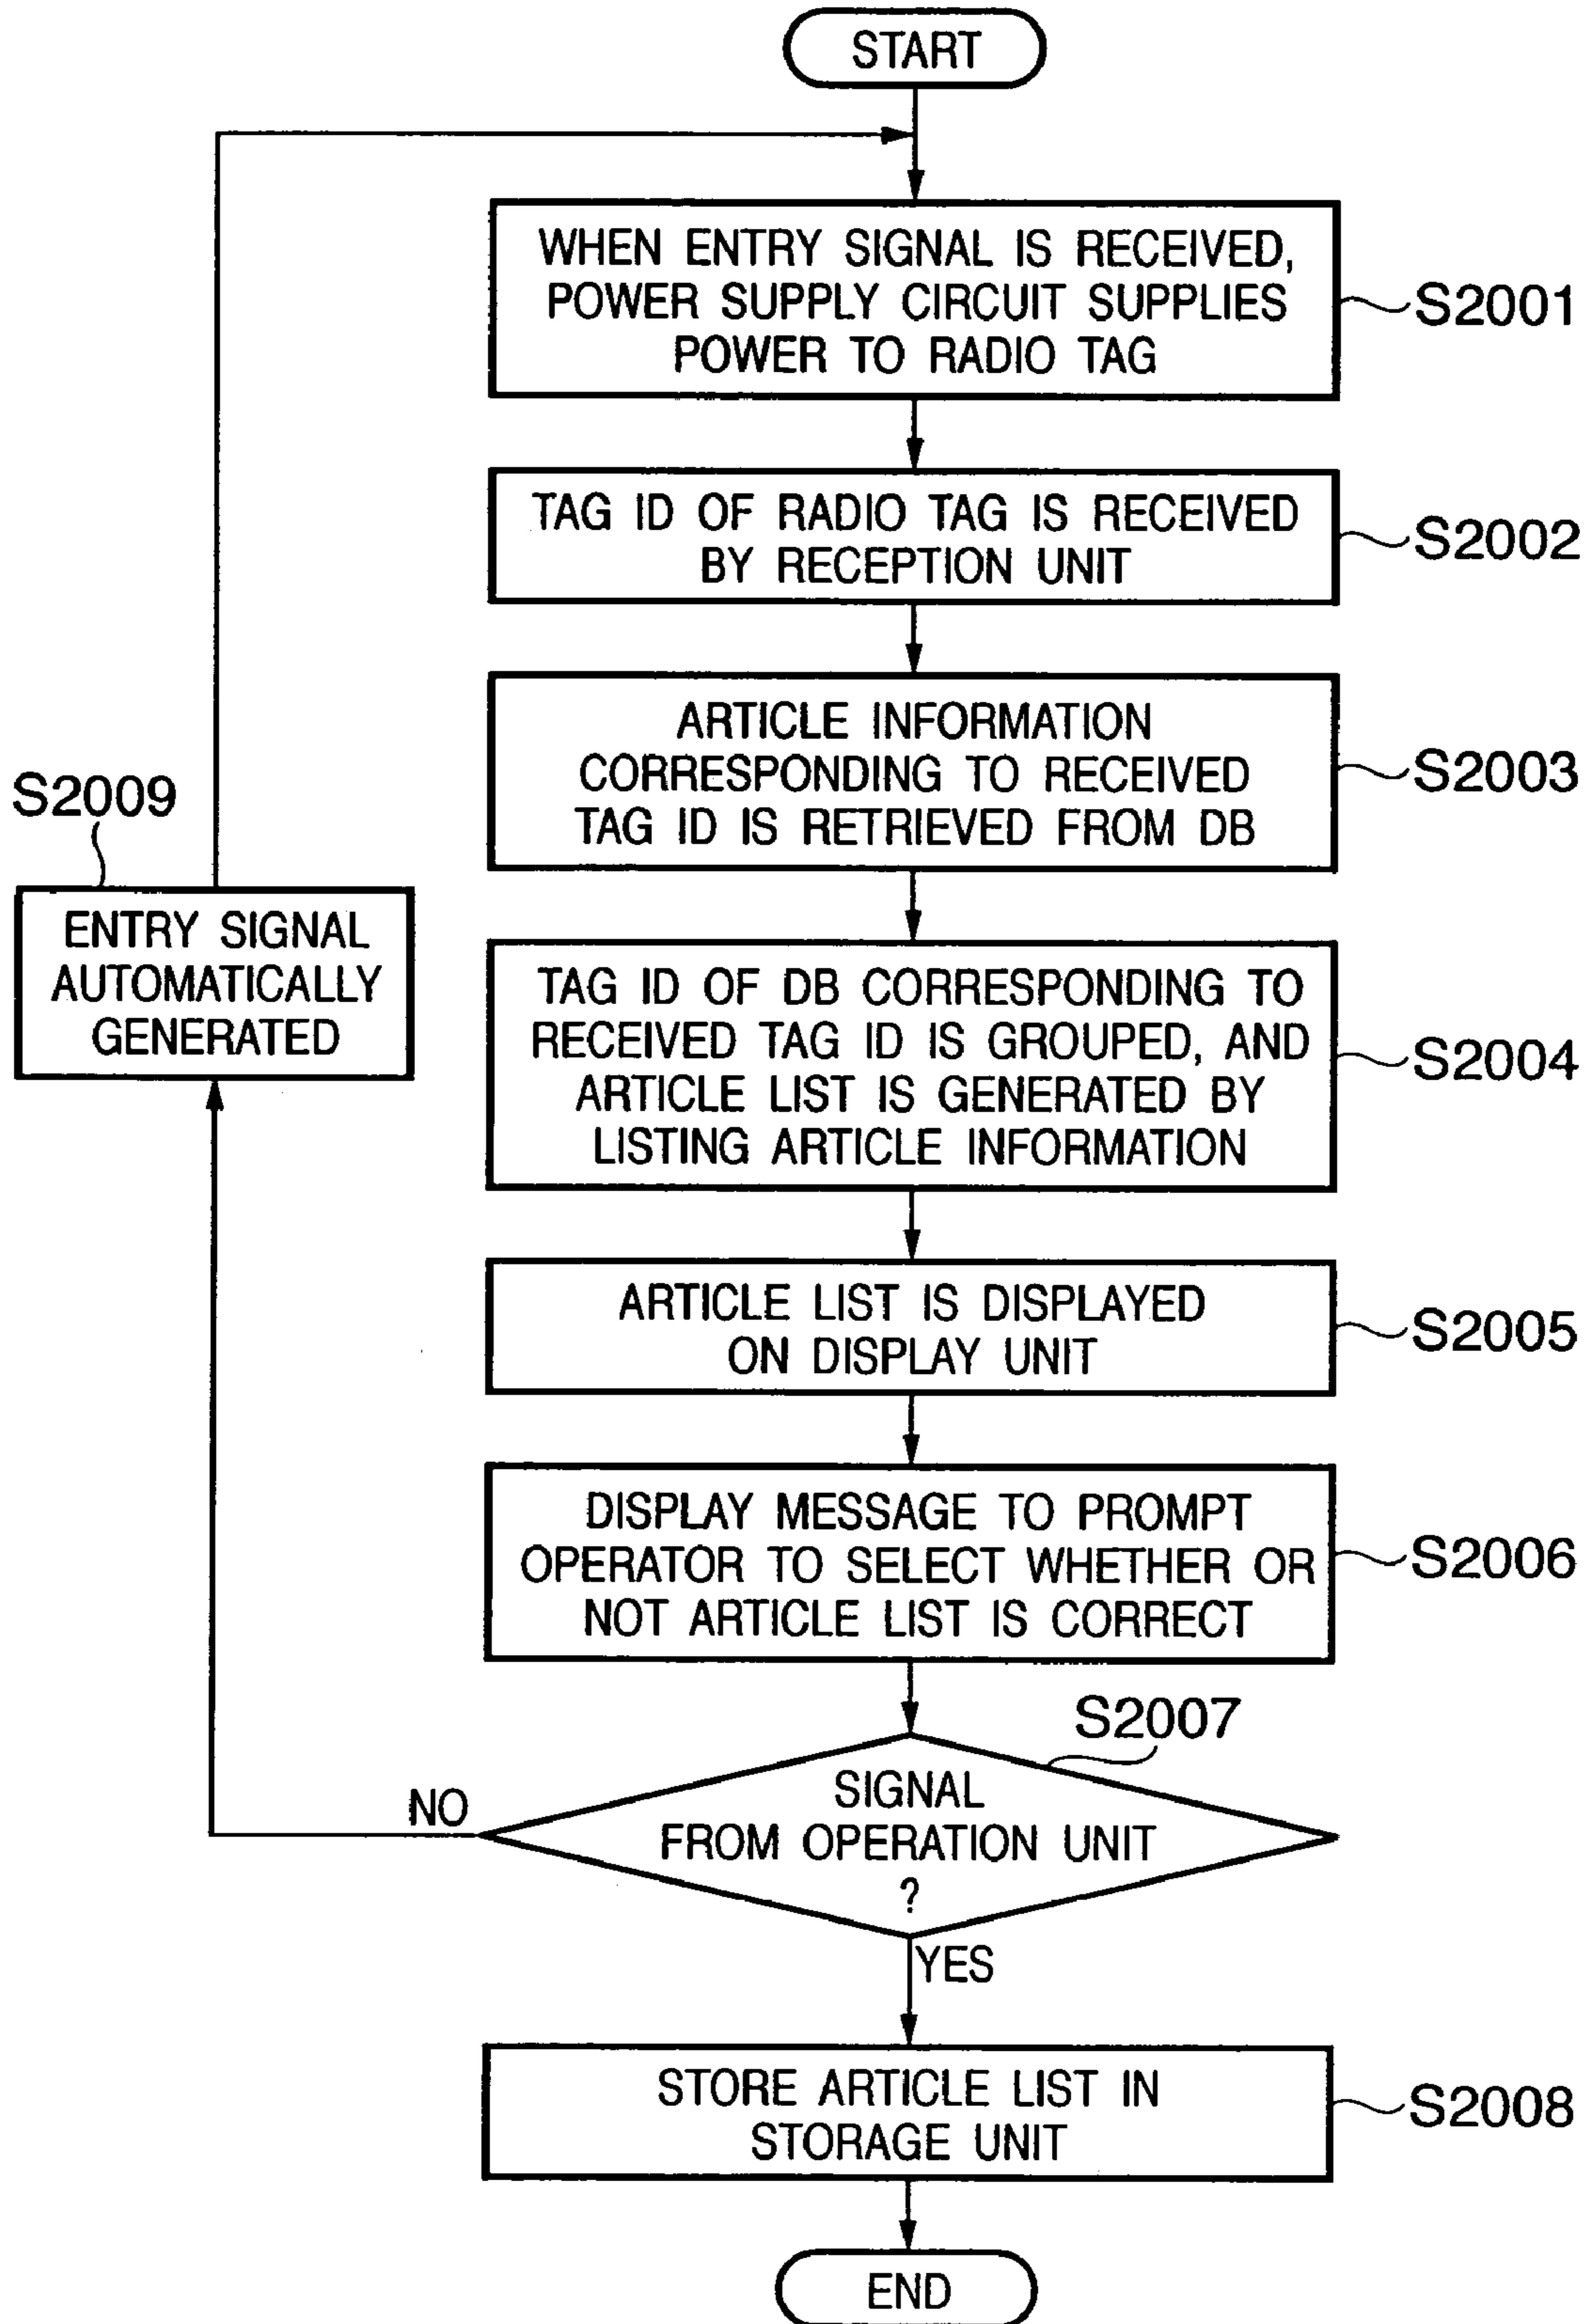 START
WHEN ENTRY SIGNAL IS RECEIVED,
POWER SUPPLY CIRCUIT SUPPLIES
POWER TO RADIO TAG
S2001
TAG ID OF RADIO TAG IS RECEIVED
BY RECEPTION UNIT
S2002
ARTICLE INFORMATION
CORRESPONDING TO RECEIVED
TAG ID IS RETRIEVED FROM DB
S2003
S2009
ENTRY SIGNAL
AUTOMATICALLY
GENERATED
TAG ID OF DB CORRESPONDING TO
RECEIVED TAG ID IS GROUPED, AND
ARTICLE LIST IS GENERATED BY
LISTING ARTICLE INFORMATION
S2004
ARTICLE LIST IS DISPLAYED
ON DISPLAY UNIT
S2005
DISPLAY MESSAGE TO PROMPT
OPERATOR TO SELECT WHETHER OR
NOT ARTICLE LIST IS CORRECT
S2006
S2007
SIGNAL
FROM OPERATION UNIT
?
NO
YES
STORE ARTICLE LIST IN
STORAGE UNIT
S2008
END